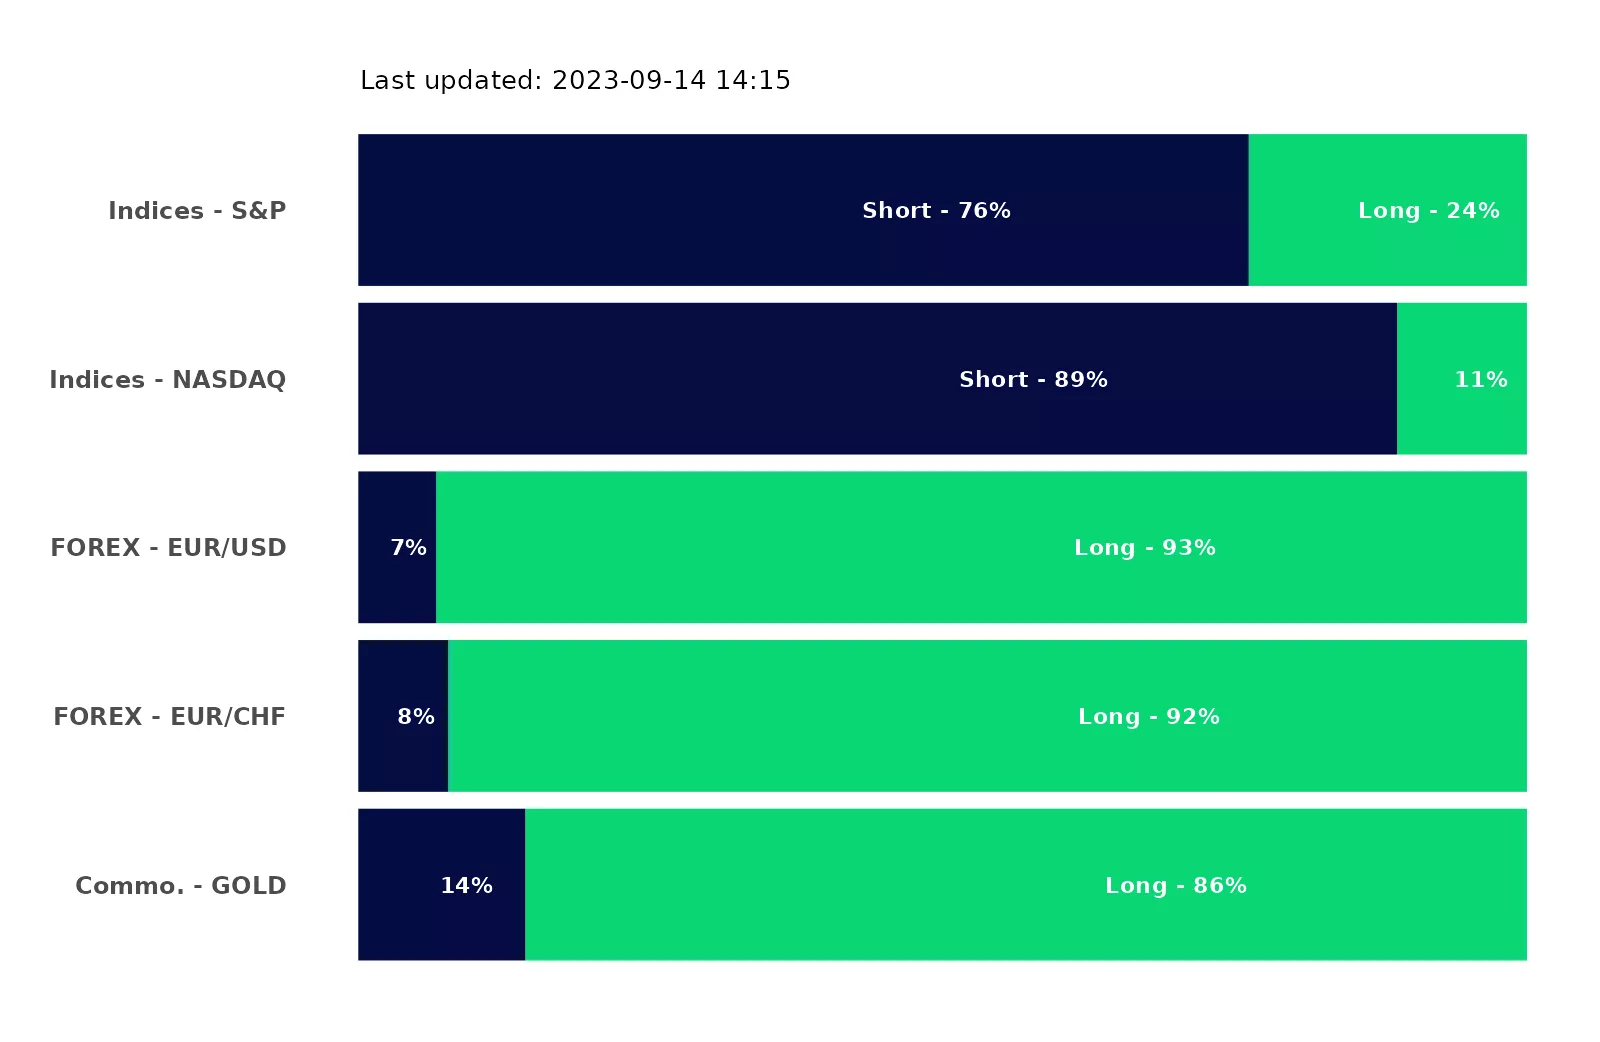 Last updated: 2023-09-14 14:15
Indices - S&P Short - 76% Long - 24%
Indices - NASDAQ Short - 89% 11%
FOREX - EUR/USD 7% Long - 93%
FOREX - EUR/CHF 8% Long - 92%
Commo. - GOLD 14% Long - 86%